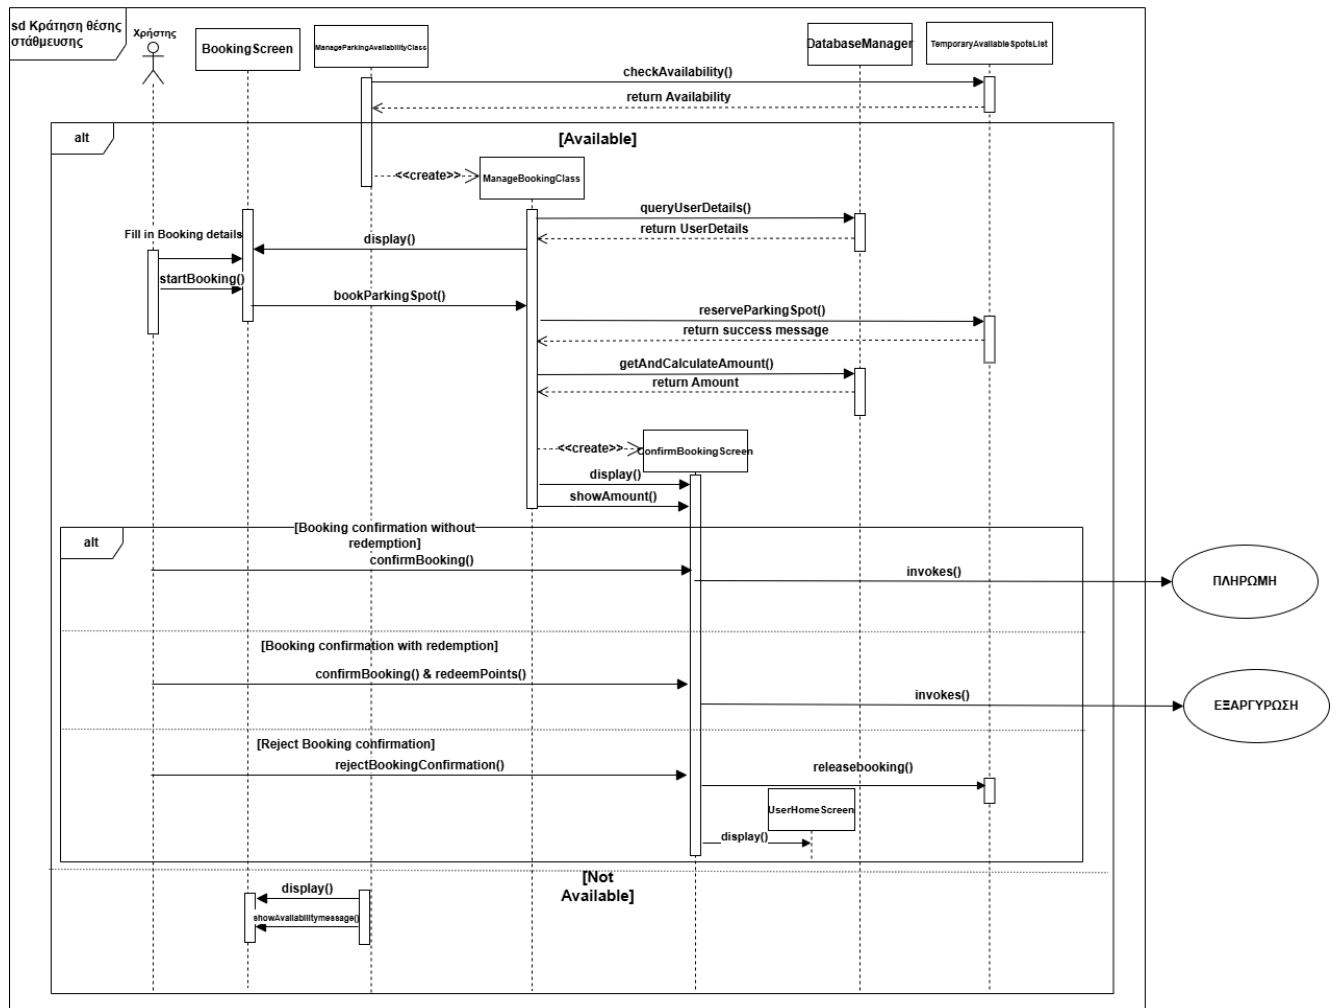 sd Κράτηση θέσης
στάθμευσης
Χρήστης
BookingScreen
ManageParkingAvailabilityClass
DatabaseManager
TemporaryAvailableSpotsList
checkAvailability()
return Availability
alt
[Available]
<<create>>
ManageBookingClass
queryUserDetails()
return UserDetails
Fill in Booking details
display()
startBooking()
bookParkingSpot()
reserveParkingSpot()
return success message
getAndCalculateAmount()
return Amount
<<create>>
ConfirmBookingScreen
display()
showAmount()
alt
[Booking confirmation without
redemption]
confirmBooking()
invokes()
ΠΛΗΡΩΜΗ
[Booking confirmation with redemption]
confirmBooking() & redeemPoints()
invokes()
ΕΞΑΡΓΥΡΩΣΗ
[Reject Booking confirmation]
rejectBookingConfirmation()
releasebooking()
UserHomeScreen
display()
[Not
Available]
display()
showAvailabilitymessage()